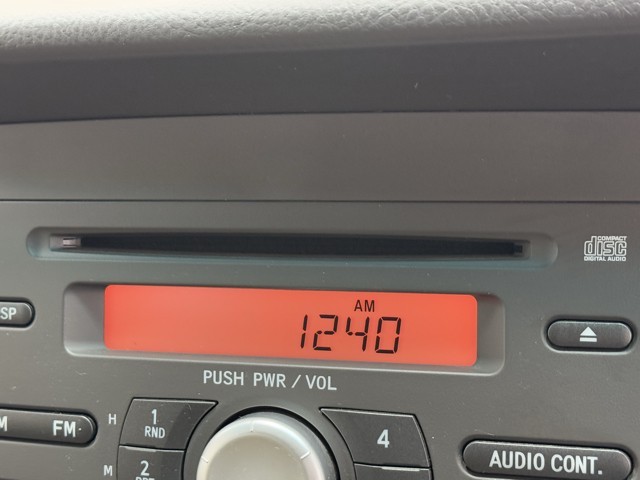 COMPACT
disc
DIGITAL AUDIO
SP
AM
1240
PUSH PWR / VOL
FM
H
1
RND
4
M
2
AUDIO CONT.